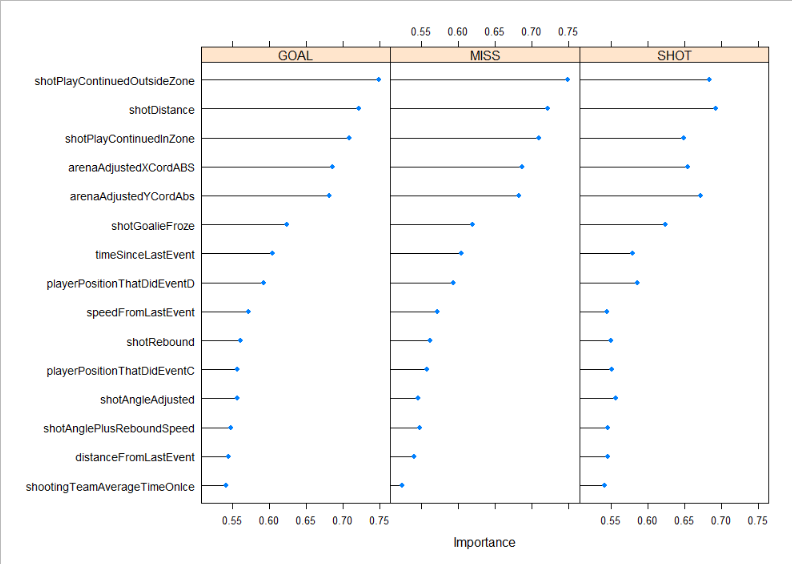 0.55 0.60 0.65 0.70 0.75
GOAL MISS SHOT
shotPlayContinuedOutsideZone
shotDistance
shotPlayContinuedInZone
arenaAdjustedXCordABS
arenaAdjustedYCordAbs
shotGoalieFroze
timeSinceLastEvent
playerPositionThatDidEventD
speedFromLastEvent
shotRebound
playerPositionThatDidEventC
shotAngleAdjusted
shotAnglePlusReboundSpeed
distanceFromLastEvent
shootingTeamAverageTimeOnIce
0.55 0.60 0.65 0.70 0.75 0.55 0.60 0.65 0.70 0.75
Importance